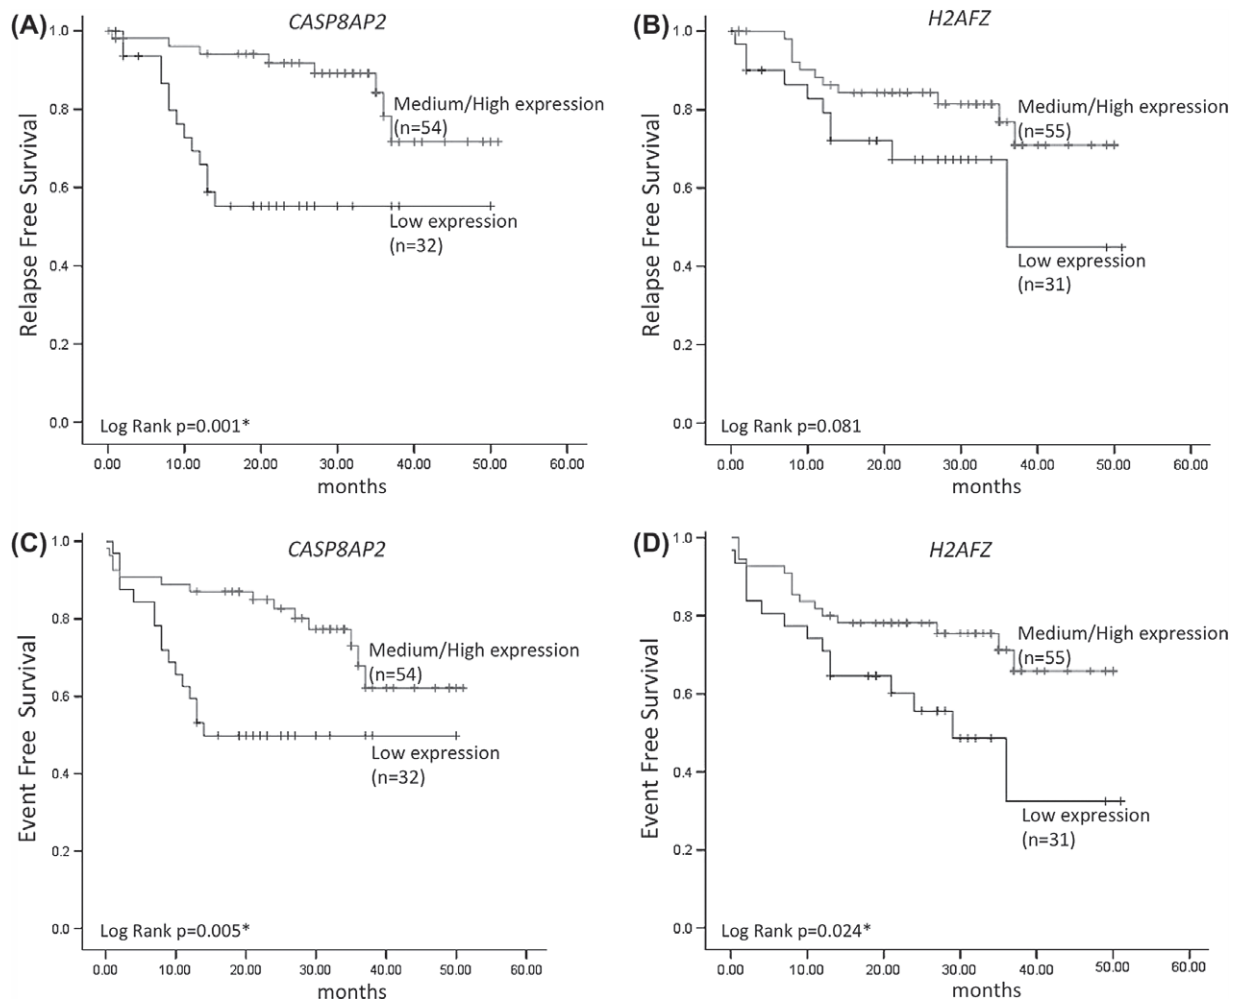 (A)
CASP8AP2
Relapse Free Survival
1.0
0.8
0.6
0.4
0.2
0.0
Medium/High expression
(n=54)
Low expression
(n=32)
Log Rank p=0.001*
0.00 10.00 20.00 30.00 40.00 50.00 60.00
months
(B)
H2AFZ
Relapse Free Survival
1.0
0.8
0.6
0.4
0.2
0.0
Medium/High expression
(n=55)
Low expression
(n=31)
Log Rank p=0.081
0.00 10.00 20.00 30.00 40.00 50.00 60.00
months
(C)
CASP8AP2
Event Free Survival
1.0
0.8
0.6
0.4
0.2
0.0
Medium/High expression
(n=54)
Low expression
(n=32)
Log Rank p=0.005*
0.00 10.00 20.00 30.00 40.00 50.00 60.00
months
(D)
H2AFZ
Event Free Survival
1.0
0.8
0.6
0.4
0.2
0.0
Medium/High expression
(n=55)
Low expression
(n=31)
Log Rank p=0.024*
0.00 10.00 20.00 30.00 40.00 50.00 60.00
months